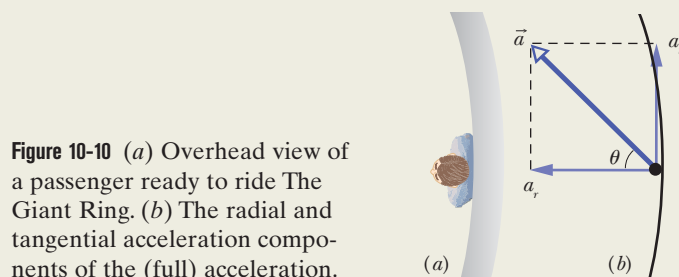 Figure 10-10 (a) Overhead view of
a passenger ready to ride The
Giant Ring. (b) The radial and
tangential acceleration compo-
nents of the (full) acceleration.
(a)
a⃗
a
θ
a_r
(b)